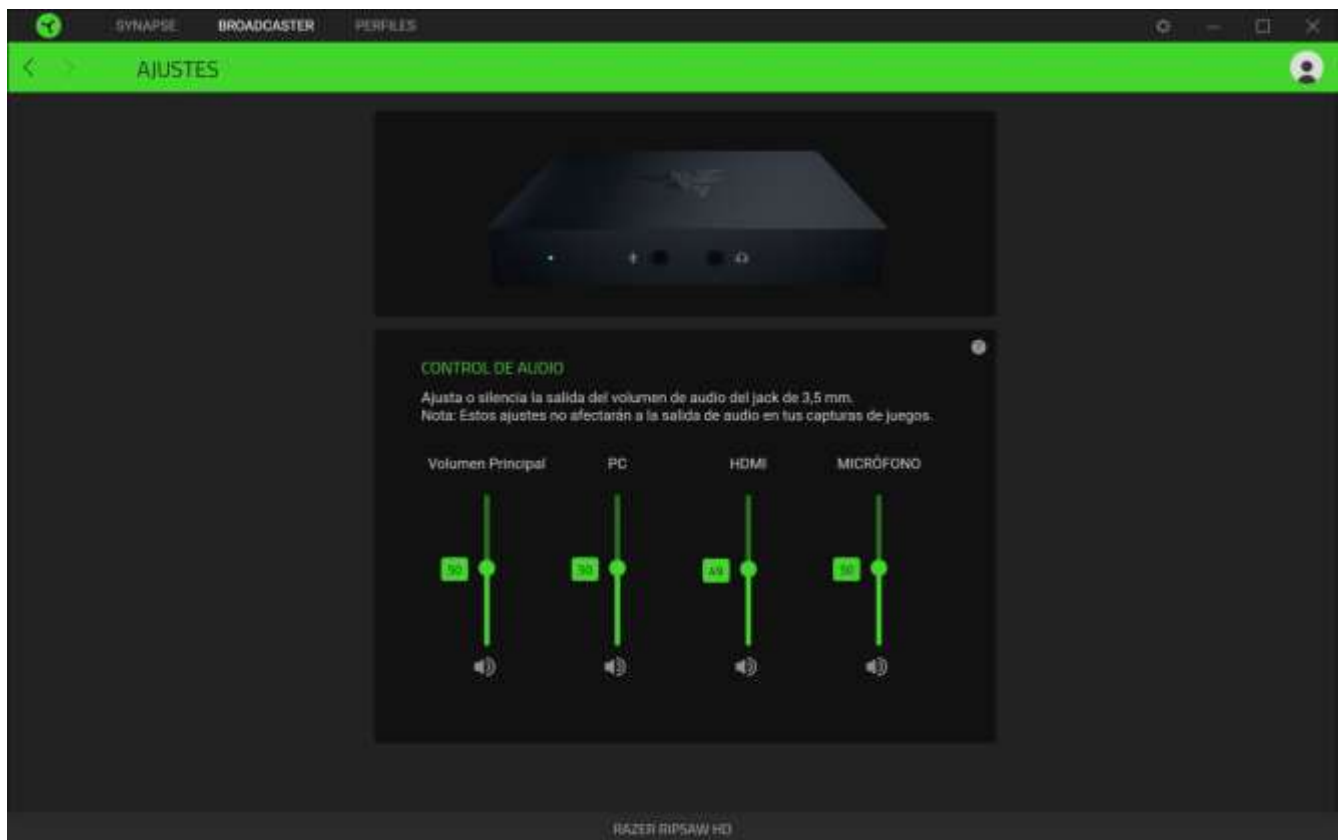 SYNAPSE BROADCASTER PERFILES
AJUSTES
CONTROL DE AUDIO
Ajusta o silencia la salida del volumen de audio del jack de 3,5 mm.
Nota: Estos ajustes no afectarán a la salida de audio en tus capturas de juegos.
Volumen Principal PC HDMI MICRÓFONO
50 50 49 50
RAZER RIPSAW HD